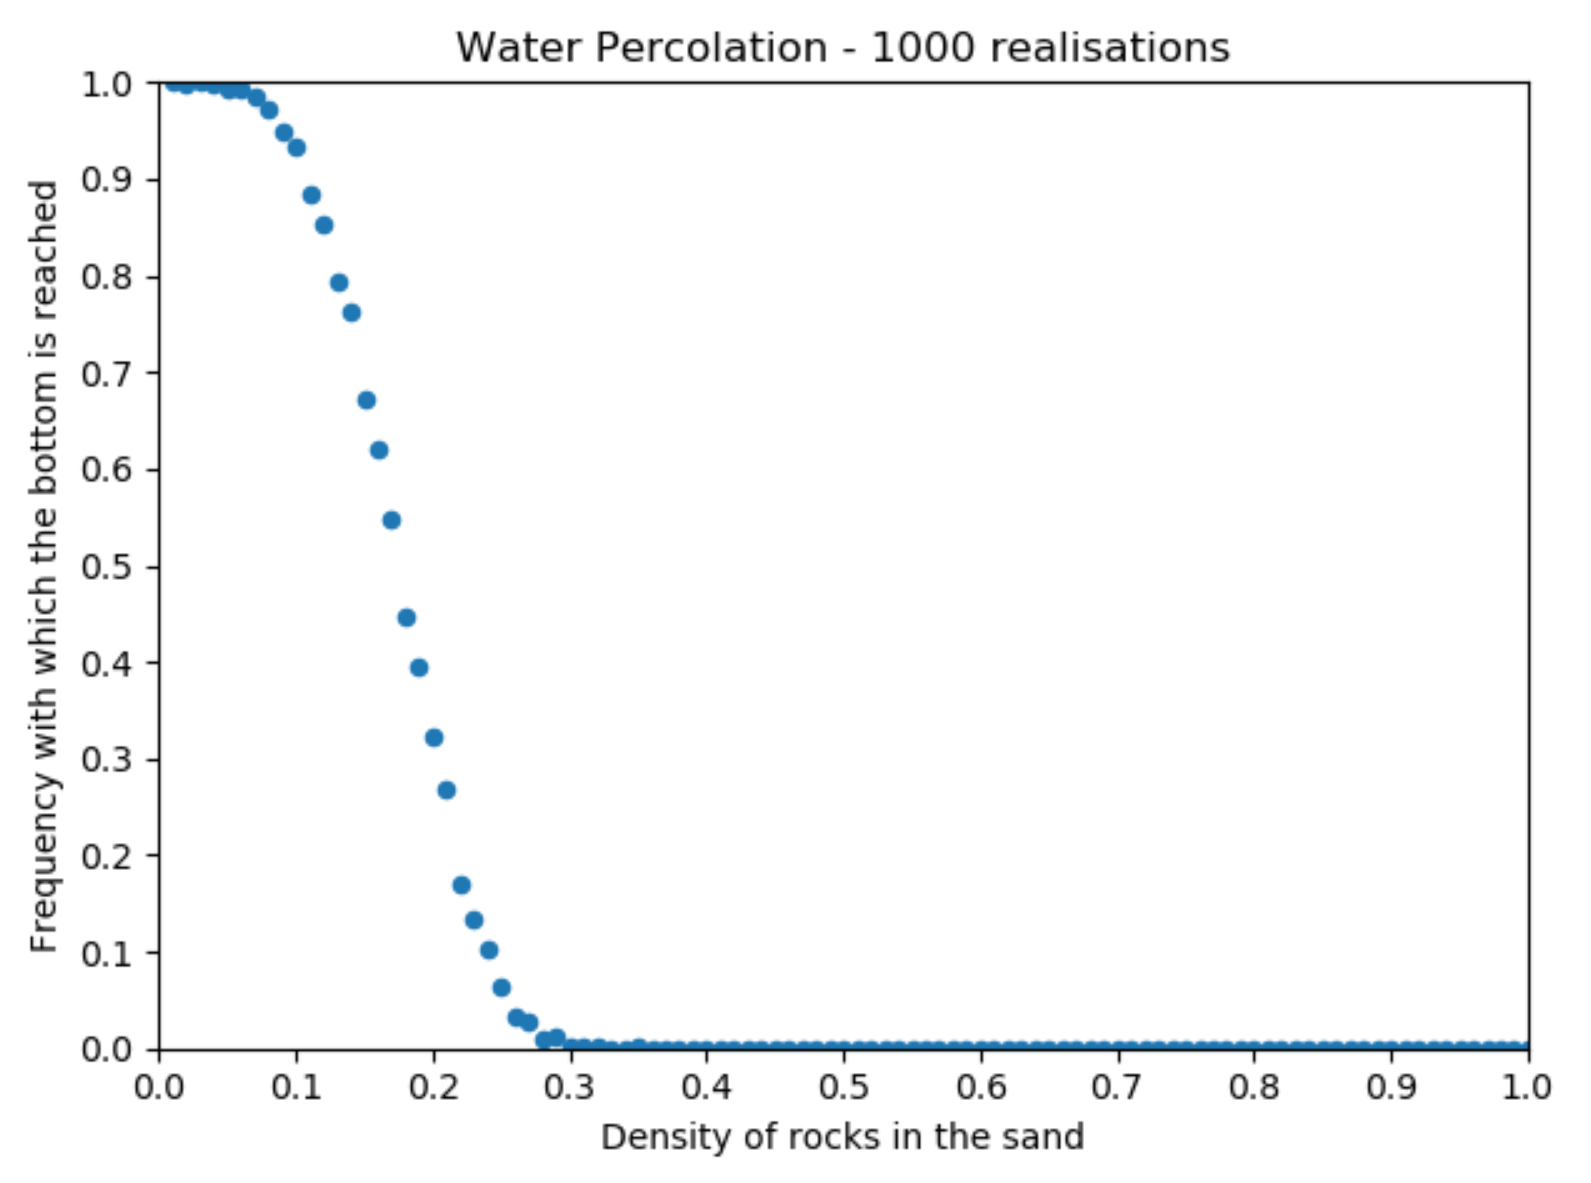 Water Percolation - 1000 realisations
Frequency with which the bottom is reached
1.0
0.9
0.8
0.7
0.6
0.5
0.4
0.3
0.2
0.1
0.0
0.0 0.1 0.2 0.3 0.4 0.5 0.6 0.7 0.8 0.9 1.0
Density of rocks in the sand